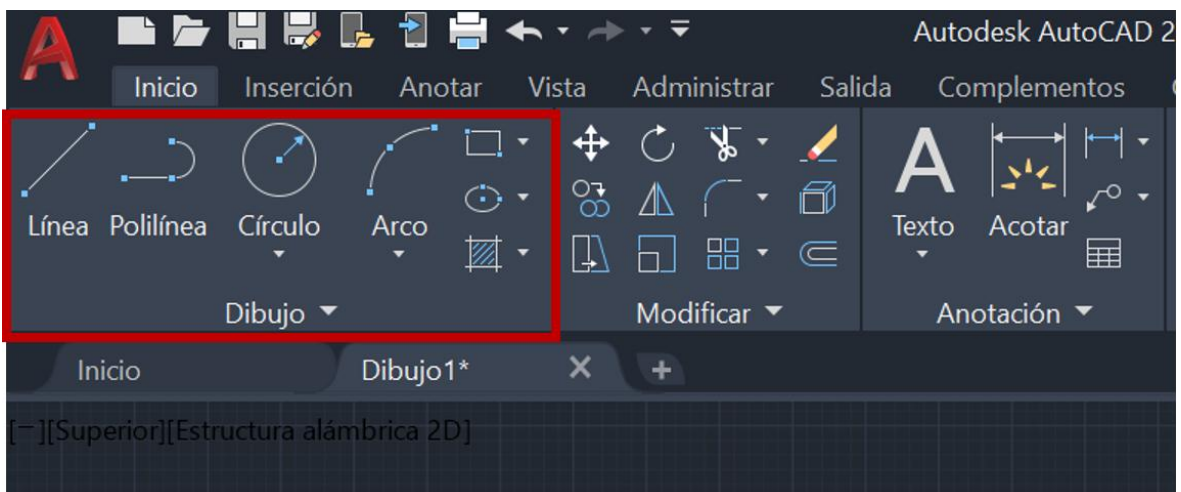 Autodesk AutoCAD 2
Inicio Inserción Anotar Vista Administrar Salida Complementos
Línea Polilínea Círculo Arco
Texto Acotar
Dibujo Modificar Anotación
Inicio Dibujo1*
[−][Superior][Estructura alámbrica 2D]